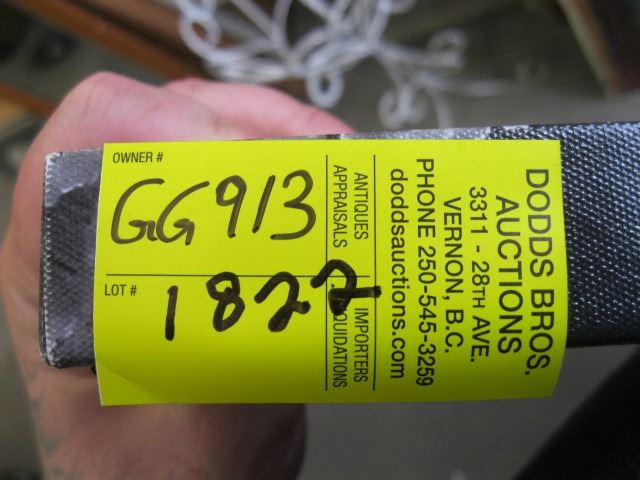 OWNER #
GG913
LOT #
1822
ANTIQUES
APPRAISALS
IMPORTERS
LIQUIDATIONS
DODDS BROS.
AUCTIONS
3311 - 28TH AVE.
VERNON, B.C.
PHONE 250-545-3259
doddsauctions.com